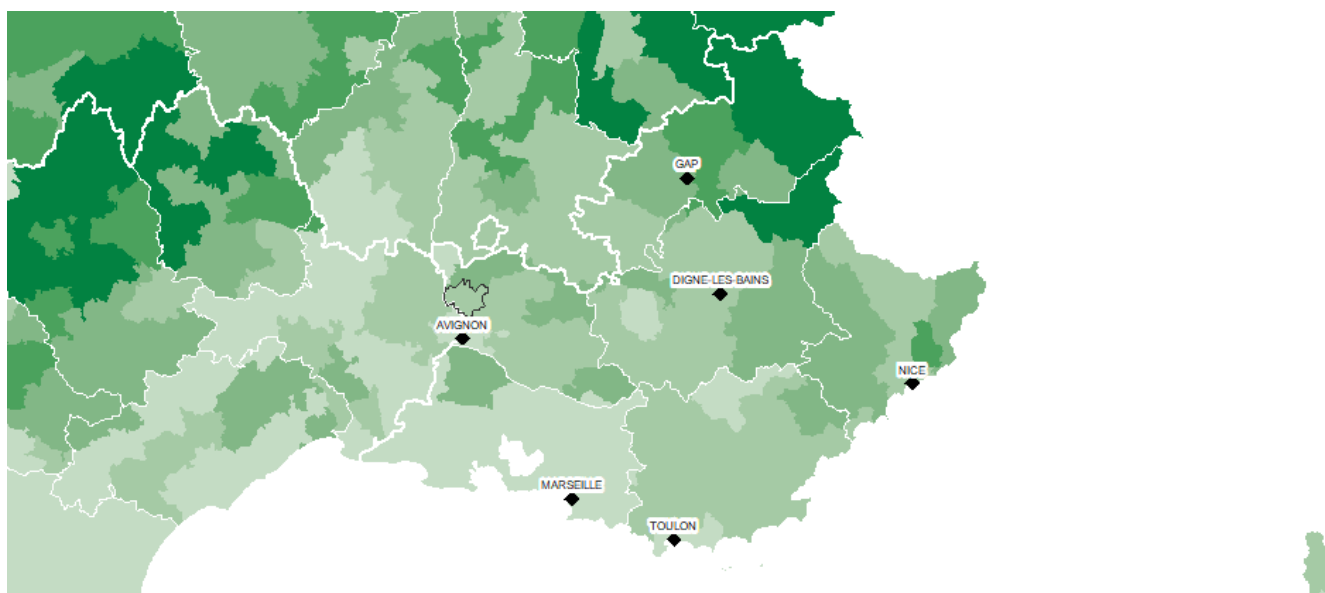 GAP
DIGNE-LES-BAINS
AVIGNON
NICE
MARSEILLE
TOULON